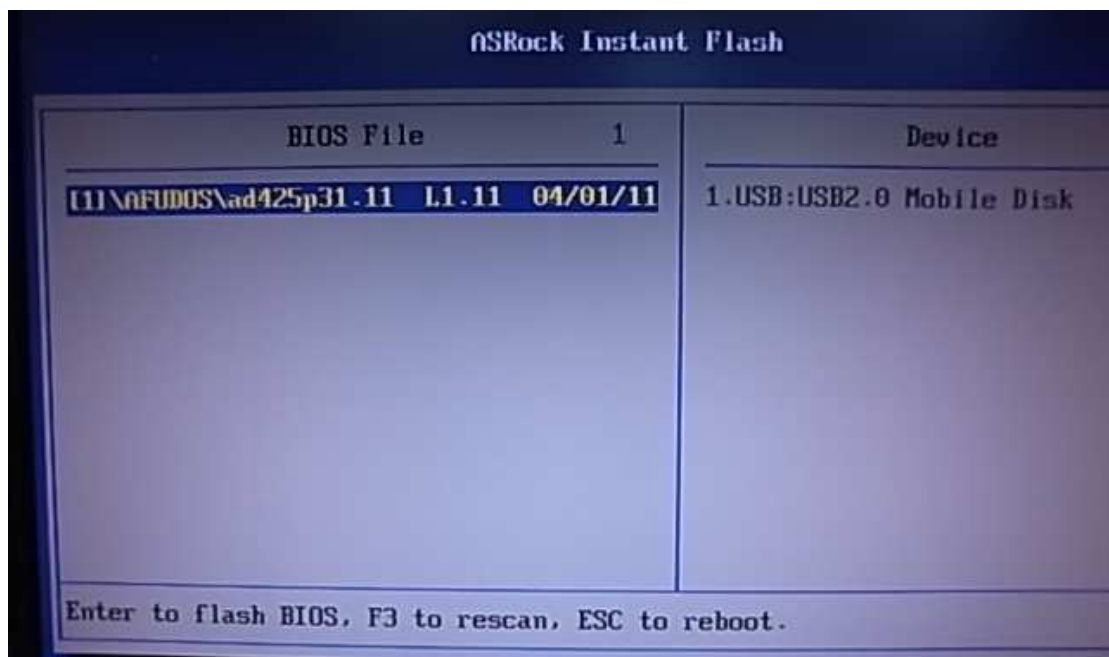 ASRock Instant Flash
BIOS File 1
Device
[1]\AFUDOS\ad425p31.11 L1.11 04/01/11
1.USB:USB2.0 Mobile Disk
Enter to flash BIOS, F3 to rescan, ESC to reboot.